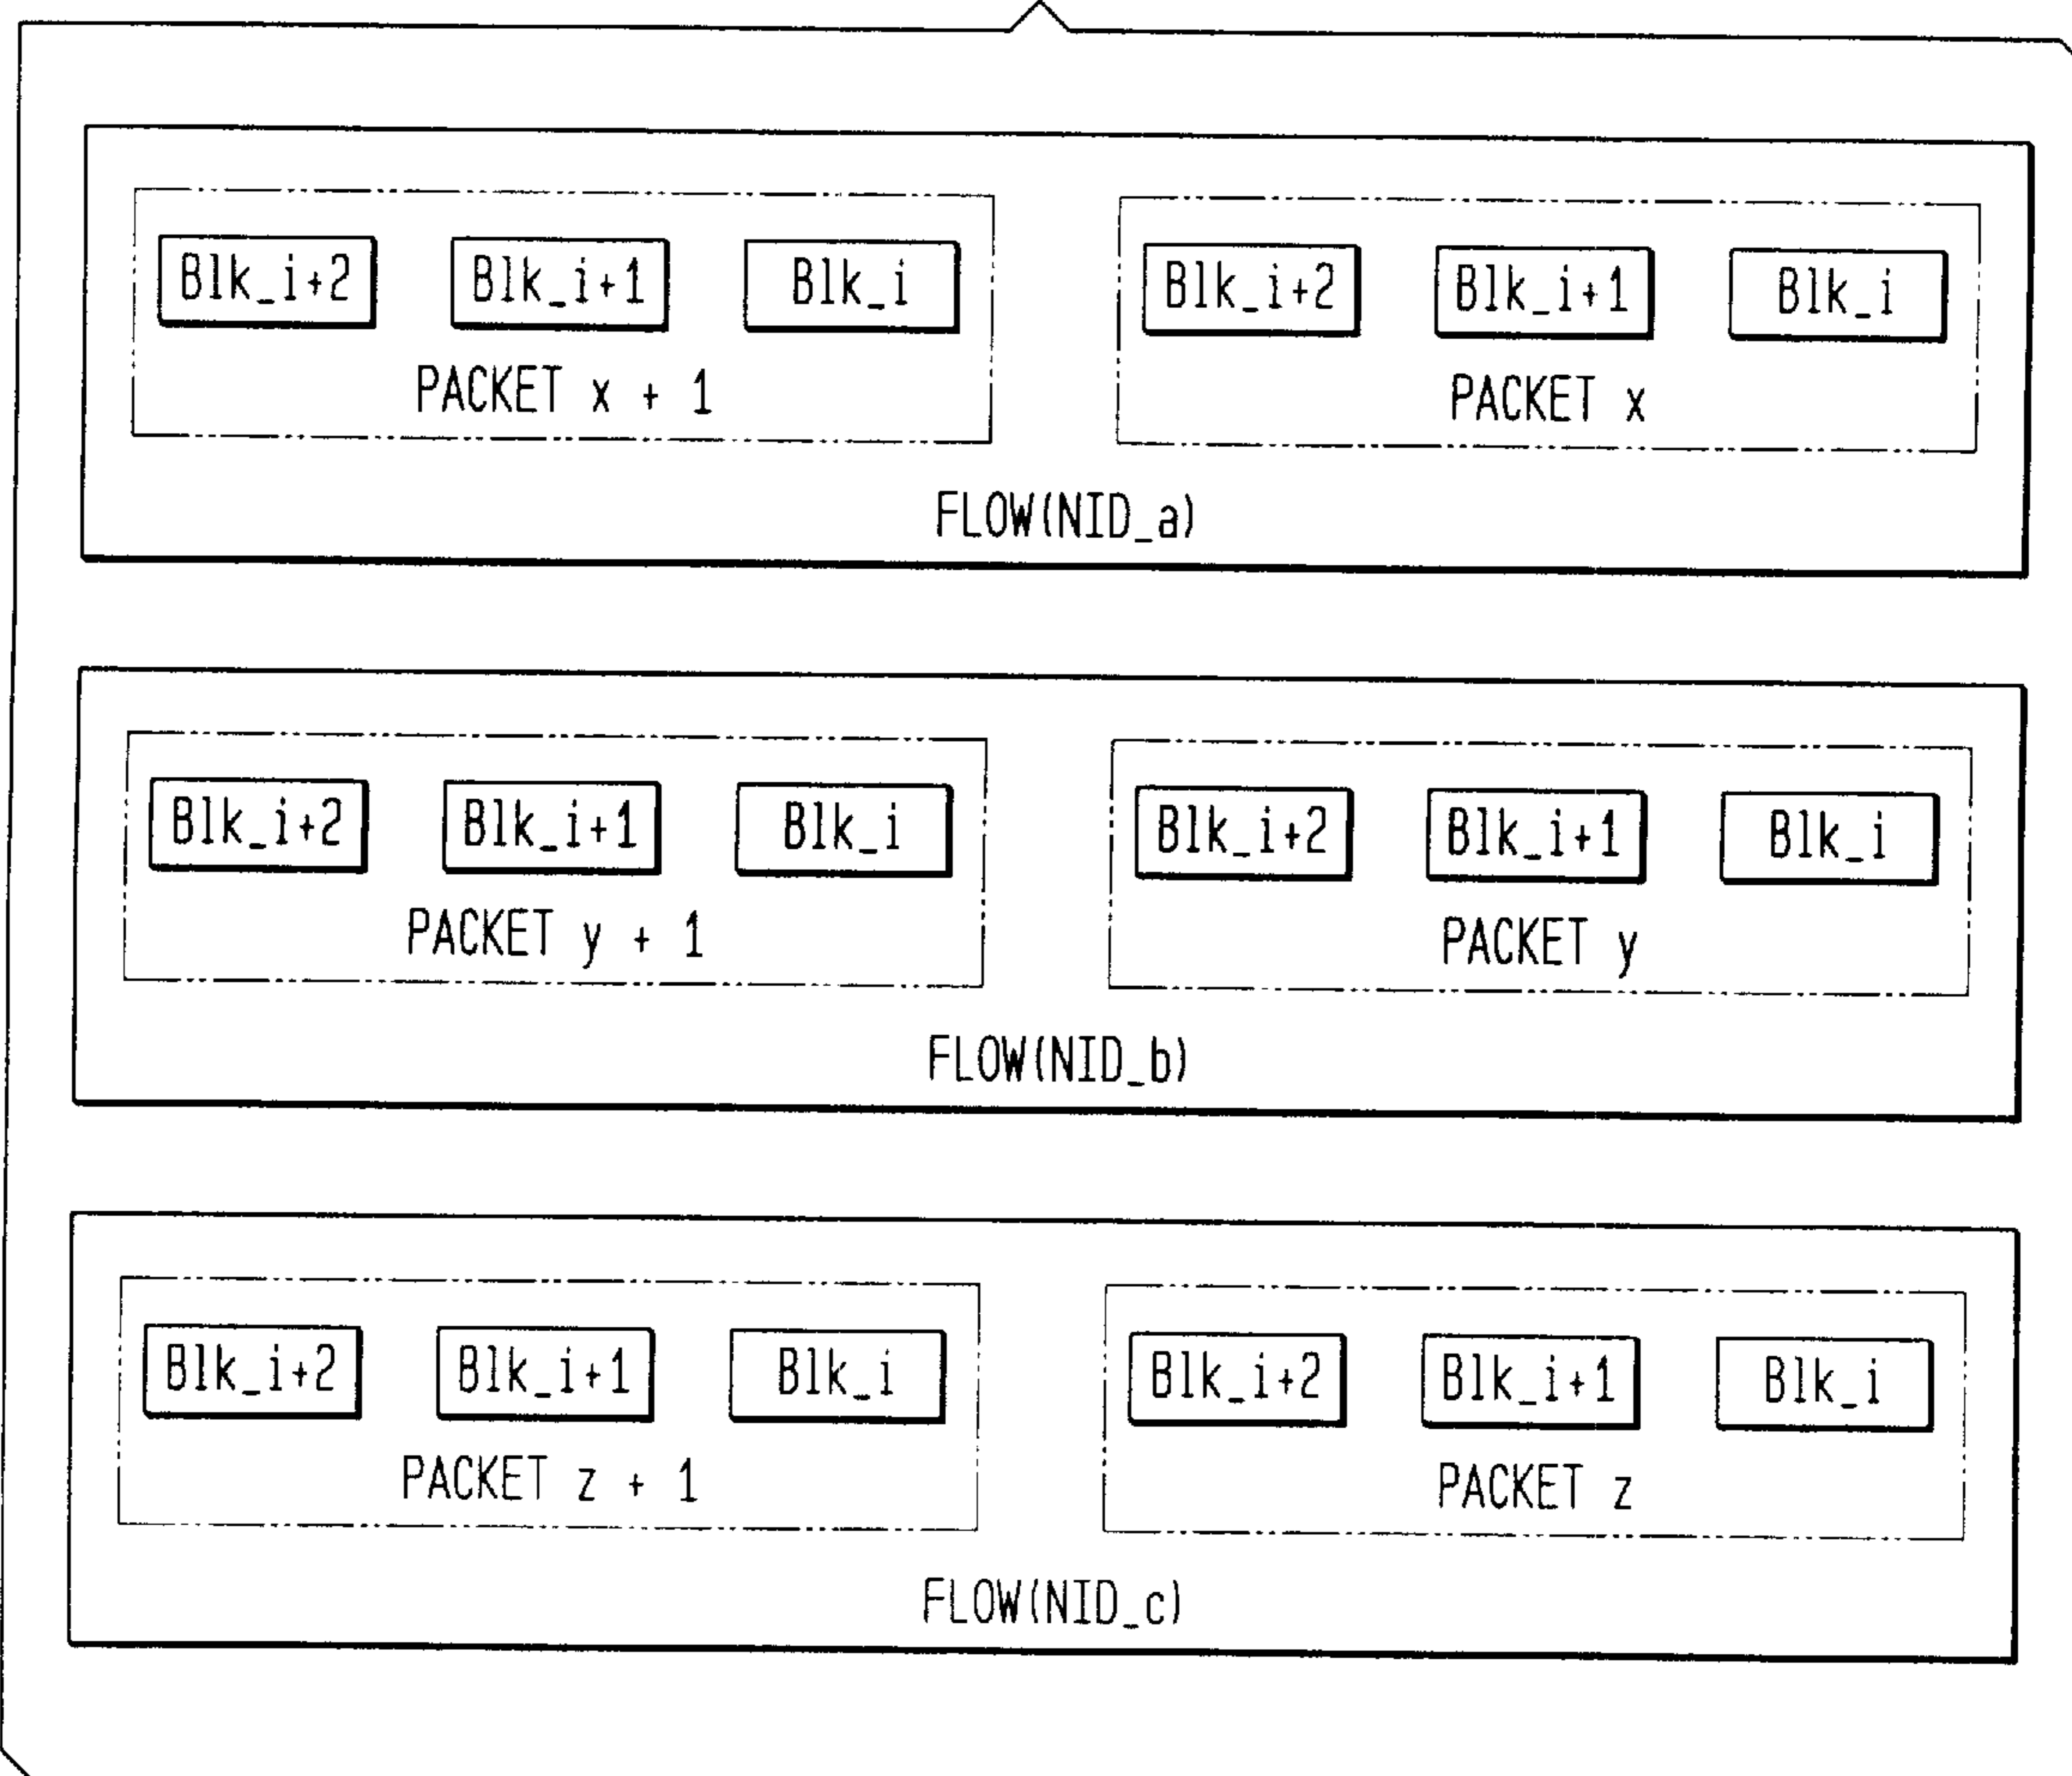 Blk_i+2 Blk_i+1 Blk_i Blk_i+2 Blk_i+1 Blk_i
PACKET x + 1 PACKET x
FLOW(NID_a)
Blk_i+2 Blk_i+1 Blk_i Blk_i+2 Blk_i+1 Blk_i
PACKET y + 1 PACKET y
FLOW(NID_b)
Blk_i+2 Blk_i+1 Blk_i Blk_i+2 Blk_i+1 Blk_i
PACKET z + 1 PACKET z
FLOW(NID_c)